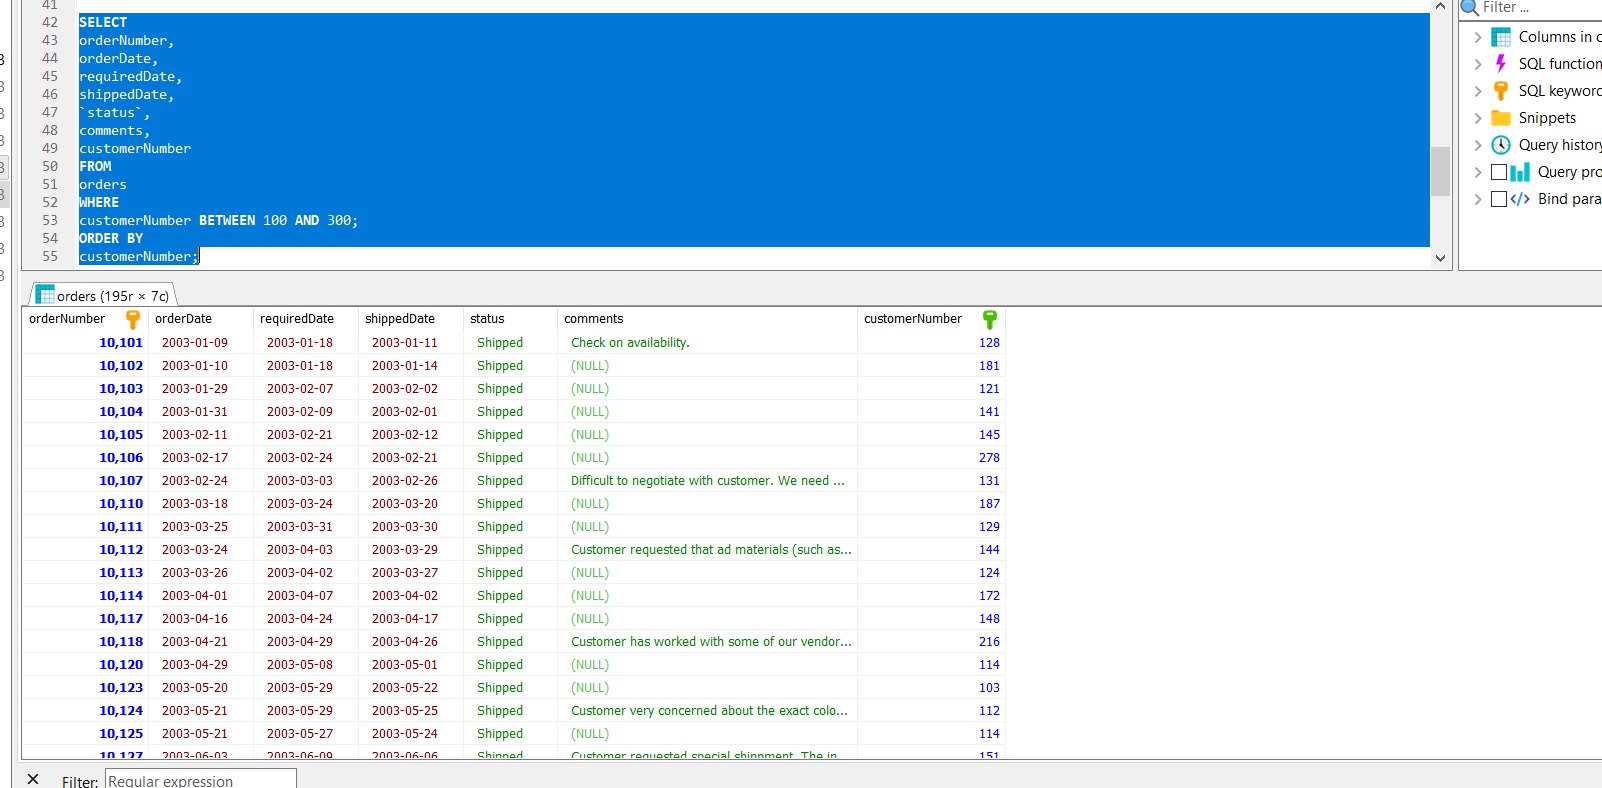 41
42 SELECT
43 orderNumber,
44 orderDate,
45 requiredDate,
46 shippedDate,
47 `status`,
48 comments,
49 customerNumber
50 FROM
51 orders
52 WHERE
53 customerNumber BETWEEN 100 AND 300;
54 ORDER BY
55 customerNumber;
Filter ...
Columns in c
SQL function
SQL keyword
Snippets
Query history
Query pro
Bind para
orders (195r × 7c)
orderNumber orderDate requiredDate shippedDate status comments customerNumber
10,101 2003-01-09 2003-01-18 2003-01-11 Shipped Check on availability. 128
10,102 2003-01-10 2003-01-18 2003-01-14 Shipped (NULL) 181
10,103 2003-01-29 2003-02-07 2003-02-02 Shipped (NULL) 121
10,104 2003-01-31 2003-02-09 2003-02-01 Shipped (NULL) 141
10,105 2003-02-11 2003-02-21 2003-02-12 Shipped (NULL) 145
10,106 2003-02-17 2003-02-24 2003-02-21 Shipped (NULL) 278
10,107 2003-02-24 2003-03-03 2003-02-26 Shipped Difficult to negotiate with customer. We need ... 131
10,110 2003-03-18 2003-03-24 2003-03-20 Shipped (NULL) 187
10,111 2003-03-25 2003-03-31 2003-03-30 Shipped (NULL) 129
10,112 2003-03-24 2003-04-03 2003-03-29 Shipped Customer requested that ad materials (such as... 144
10,113 2003-03-26 2003-04-02 2003-03-27 Shipped (NULL) 124
10,114 2003-04-01 2003-04-07 2003-04-02 Shipped (NULL) 172
10,117 2003-04-16 2003-04-24 2003-04-17 Shipped (NULL) 148
10,118 2003-04-21 2003-04-29 2003-04-26 Shipped Customer has worked with some of our vendor... 216
10,120 2003-04-29 2003-05-08 2003-05-01 Shipped (NULL) 114
10,123 2003-05-20 2003-05-29 2003-05-22 Shipped (NULL) 103
10,124 2003-05-21 2003-05-29 2003-05-25 Shipped Customer very concerned about the exact colo... 112
10,125 2003-05-21 2003-05-27 2003-05-24 Shipped (NULL) 114
10,127 2003-06-03 2003-06-09 2003-06-06 Shipped Customer requested special shippment. The in 151
Filter: Regular expression